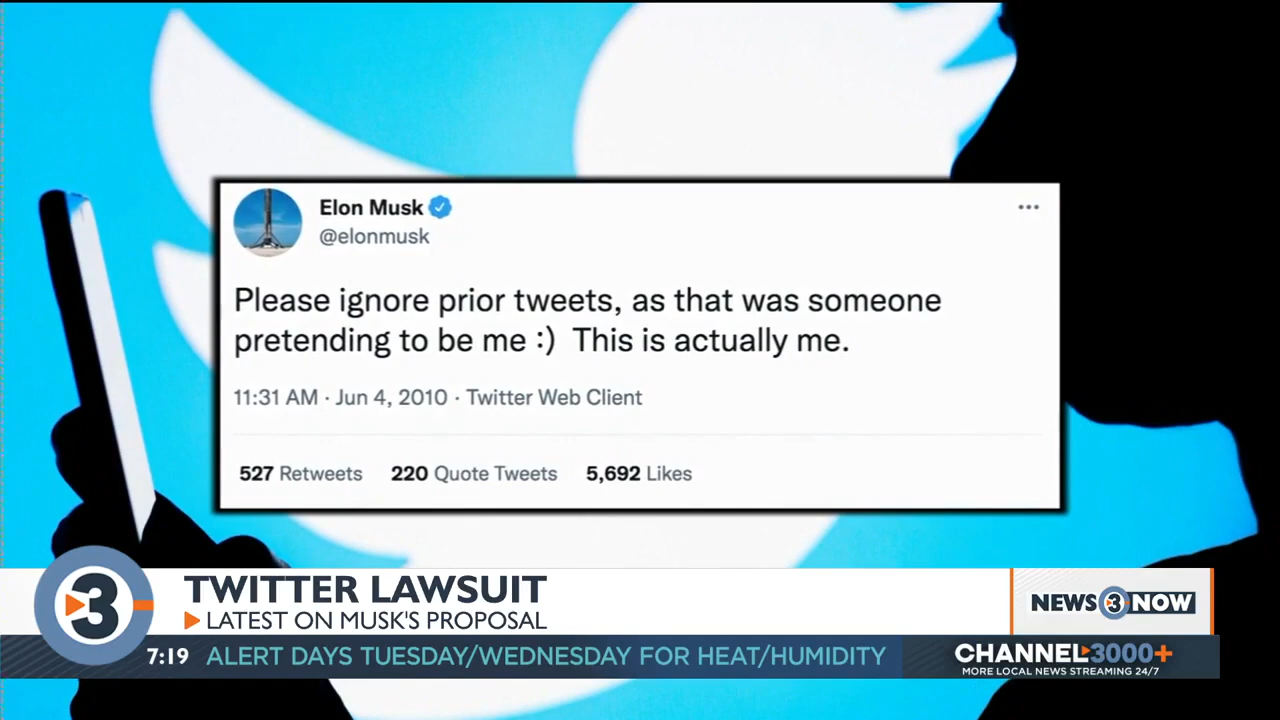 Elon Musk
@elonmusk
Please ignore prior tweets, as that was someone
pretending to be me :) This is actually me.
11:31 AM · Jun 4, 2010 · Twitter Web Client
527 Retweets 220 Quote Tweets 5,692 Likes
3
TWITTER LAWSUIT
LATEST ON MUSK'S PROPOSAL
NEWS 3 NOW
7:19 ALERT DAYS TUESDAY/WEDNESDAY FOR HEAT/HUMIDITY
CHANNEL3000+
MORE LOCAL NEWS STREAMING 24/7